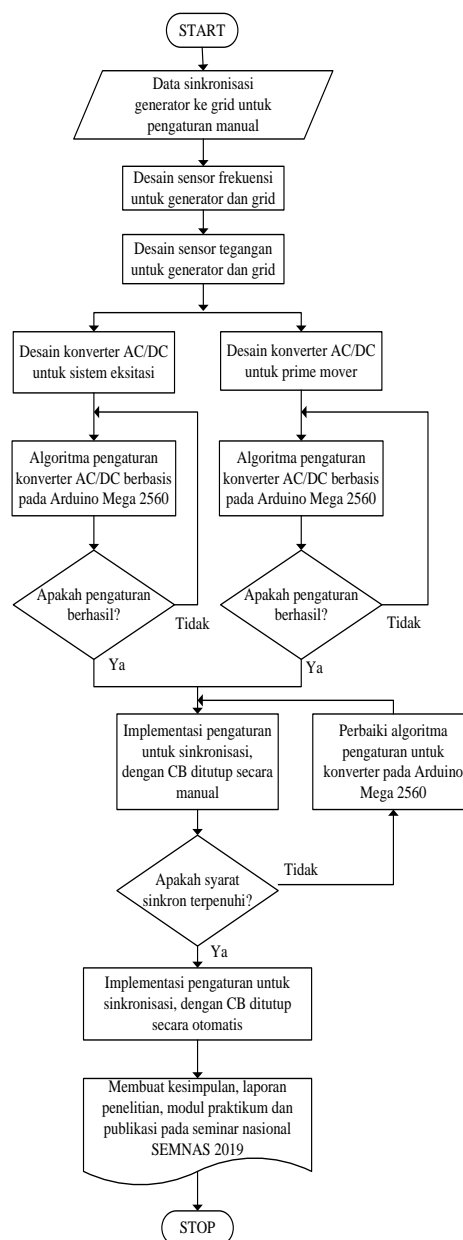 START
Data sinkronisasi
generator ke grid untuk
pengaturan manual
Desain sensor frekuensi
untuk generator dan grid
Desain sensor tegangan
untuk generator dan grid
Desain konverter AC/DC
untuk sistem eksitasi
Desain konverter AC/DC
untuk prime mover
Algoritma pengaturan
konverter AC/DC berbasis
pada Arduino Mega 2560
Algoritma pengaturan
konverter AC/DC berbasis
pada Arduino Mega 2560
Apakah pengaturan
berhasil?
Tidak
Ya
Apakah pengaturan
berhasil?
Tidak
Ya
Implementasi pengaturan
untuk sinkronisasi,
dengan CB ditutup secara
manual
Perbaiki algoritma
pengaturan untuk
konverter pada Arduino
Mega 2560
Apakah syarat
sinkron terpenuhi?
Tidak
Ya
Implementasi pengaturan untuk
sinkronisasi, dengan CB ditutup
secara otomatis
Membuat kesimpulan, laporan
penelitian, modul praktikum dan
publikasi pada seminar nasional
SEMNAS 2019
STOP